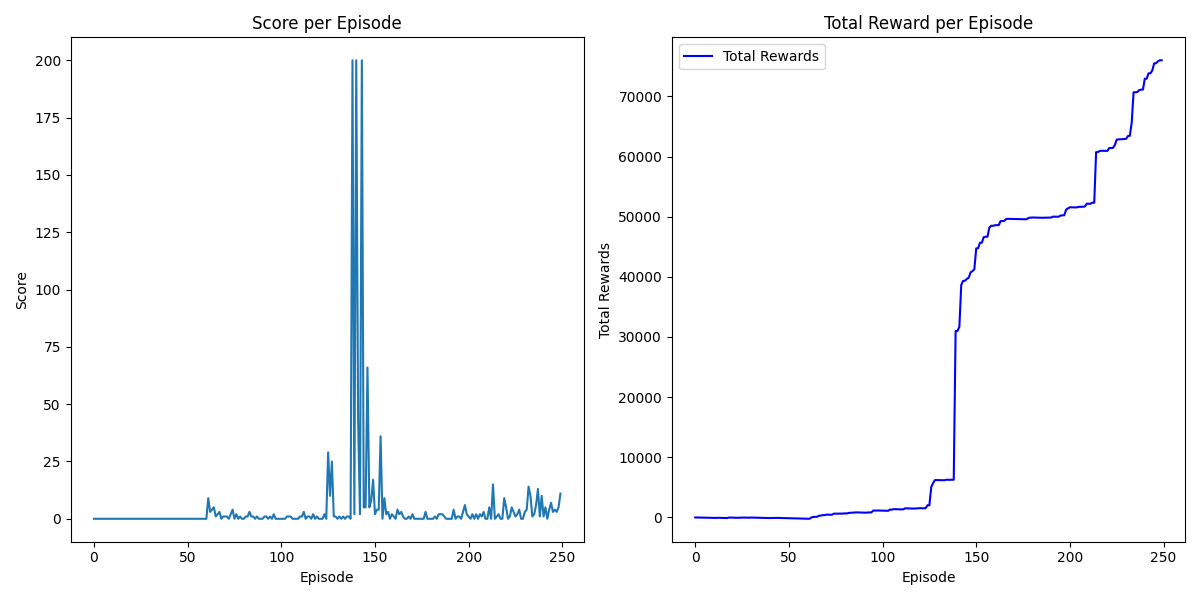 Score per Episode
Score
200
175
150
125
100
75
50
25
0
0 50 100 150 200 250
Episode
Total Reward per Episode
Total Rewards
Total Rewards
70000
60000
50000
40000
30000
20000
10000
0
0 50 100 150 200 250
Episode